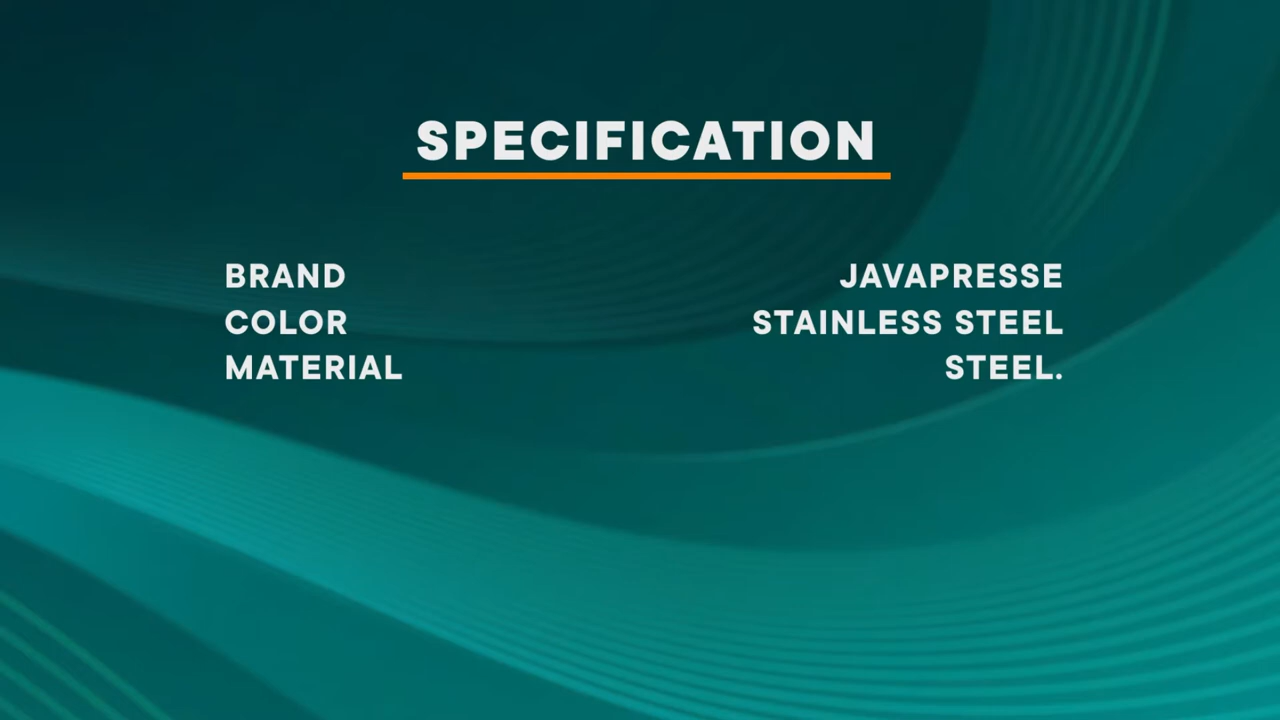 SPECIFICATION
BRAND JAVAPRESSE
COLOR STAINLESS STEEL
MATERIAL STEEL.